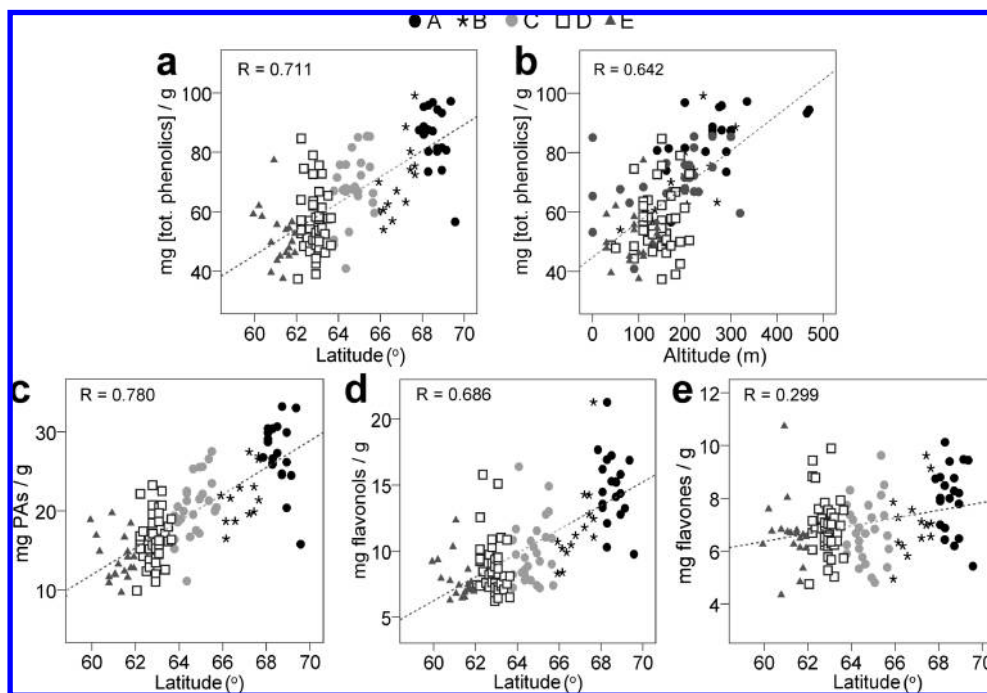 A B C D E
a
R = 0.711
mg [tot. phenolics] / g
100
80
60
40
60 62 64 66 68 70
Latitude (o)
b
R = 0.642
mg [tot. phenolics] / g
100
80
60
40
0 100 200 300 400 500
Altitude (m)
c
R = 0.780
mg PAs / g
30
20
10
60 62 64 66 68 70
Latitude (o)
d
R = 0.686
mg flavonols / g
20
15
10
5
60 62 64 66 68 70
Latitude (o)
e
R = 0.299
mg flavones / g
12
10
8
6
4
60 62 64 66 68 70
Latitude (o)